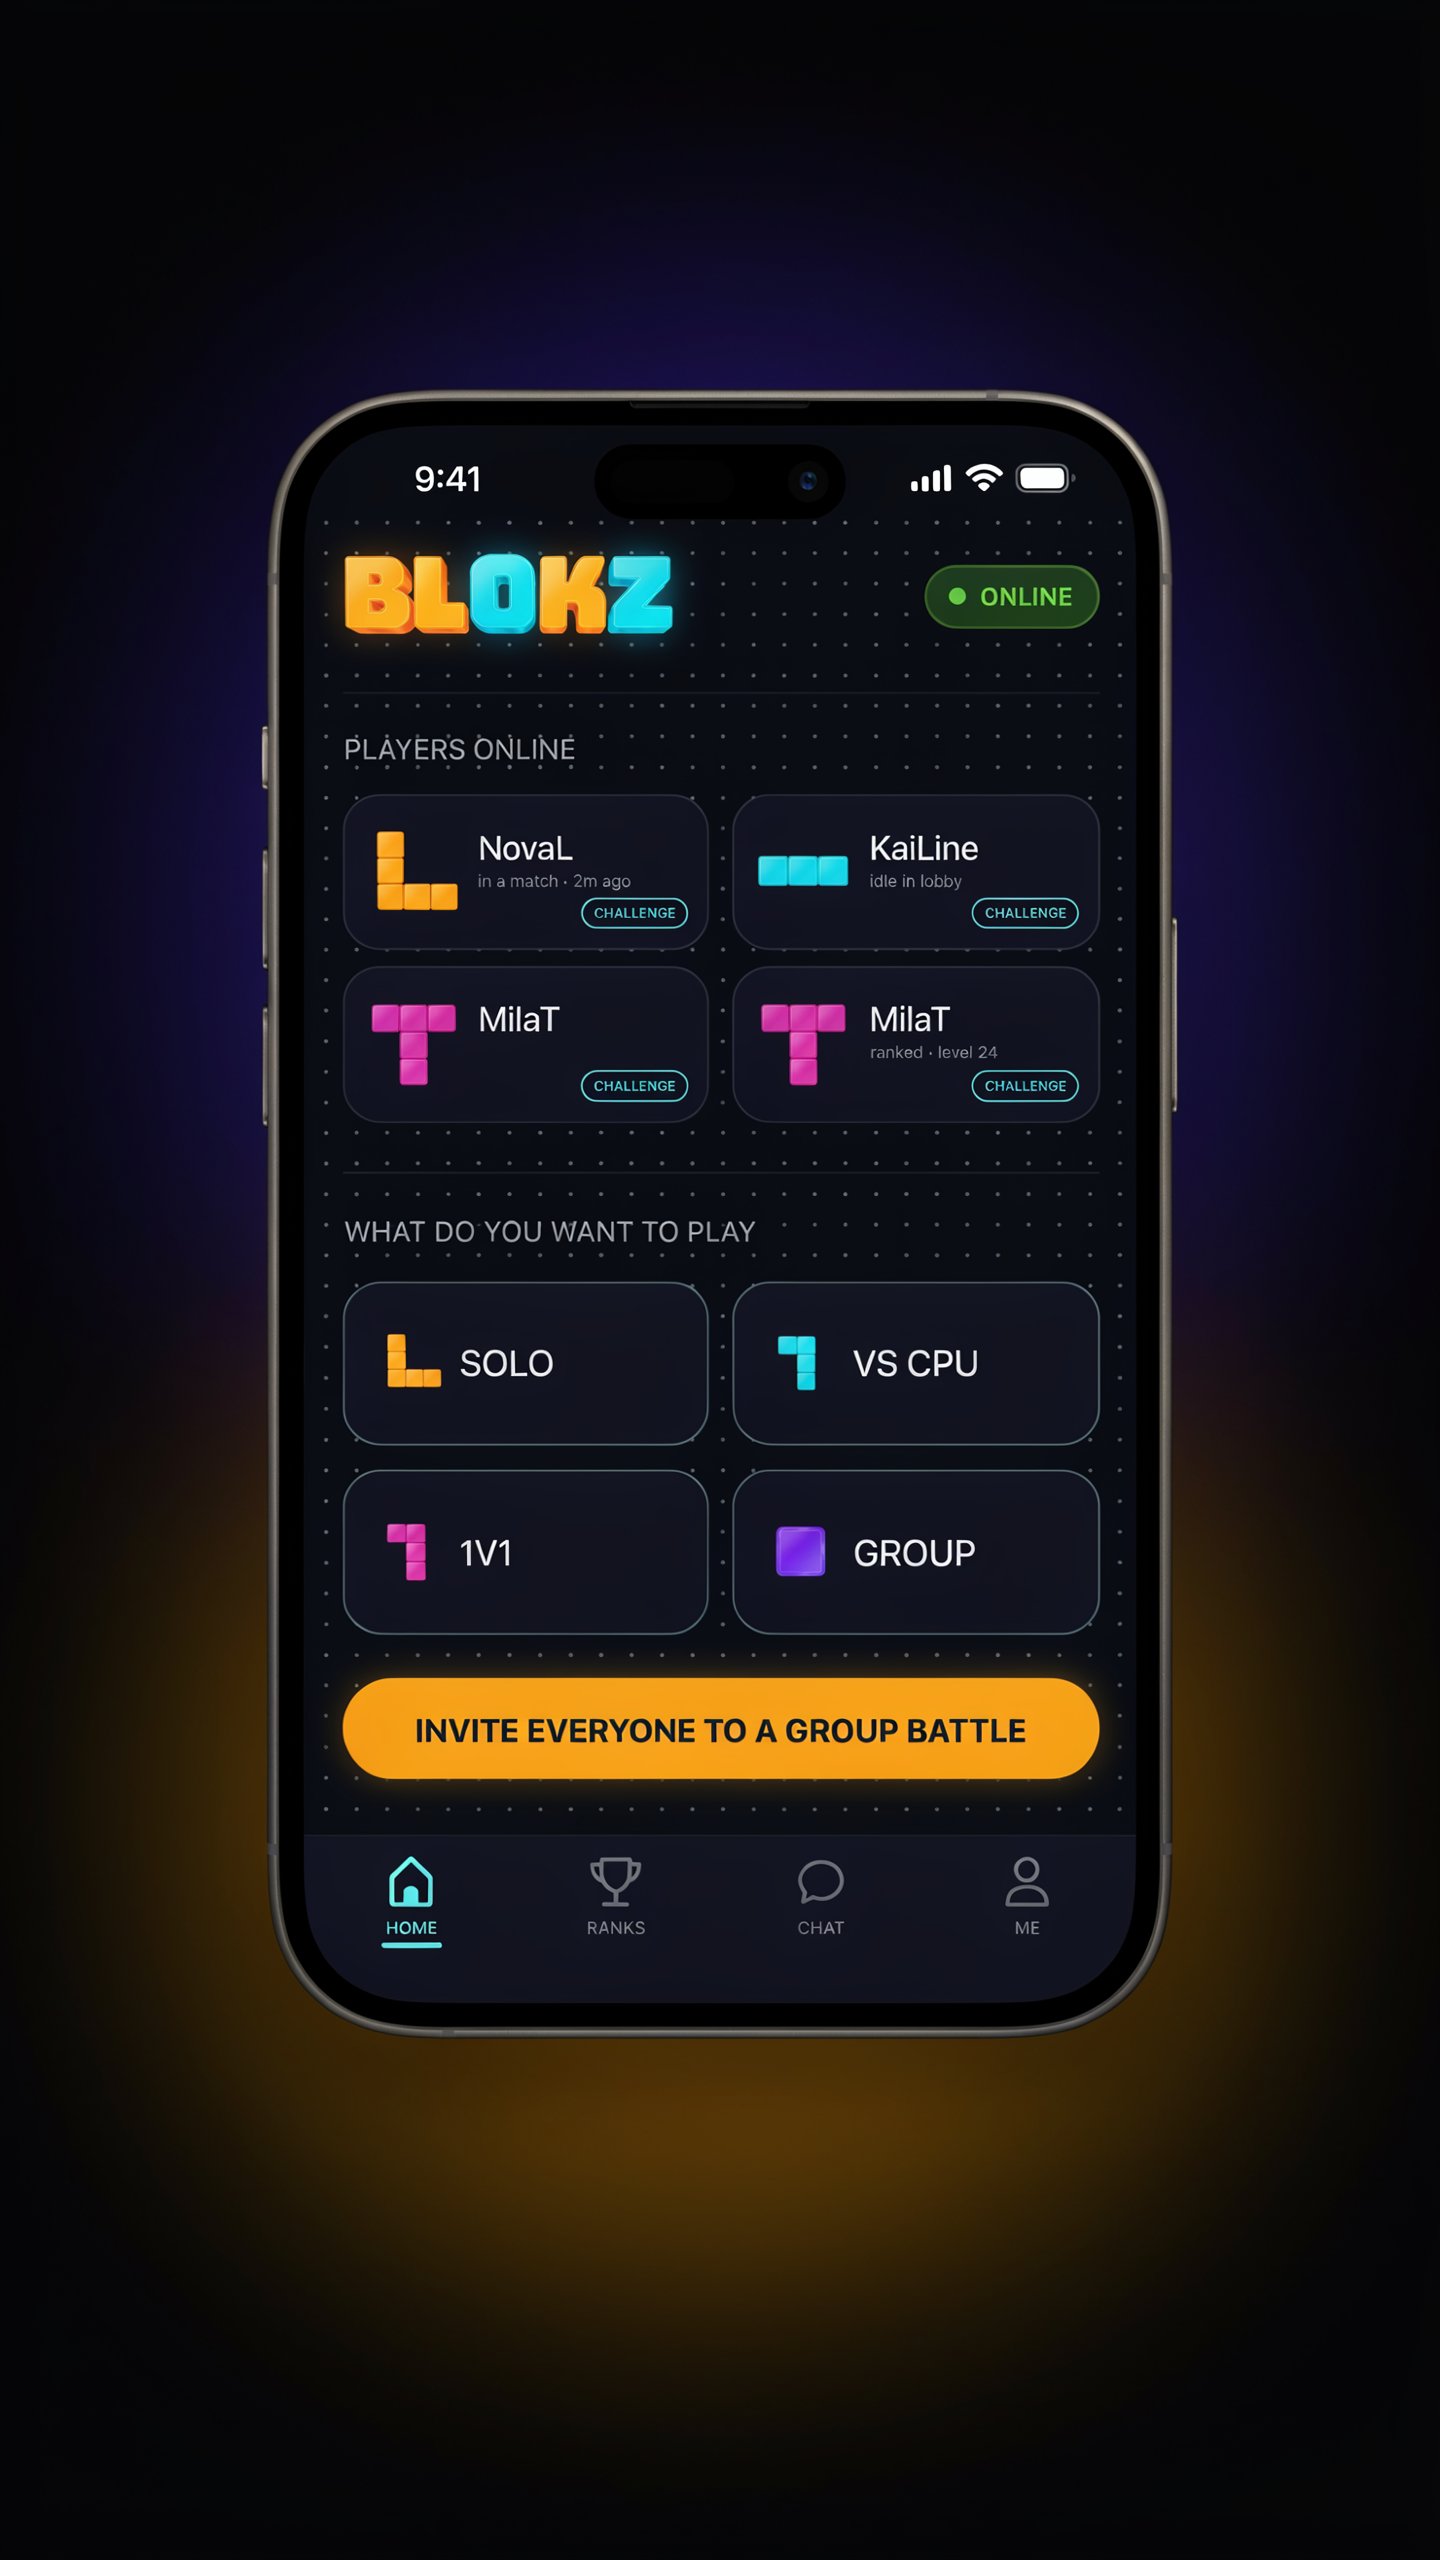 9:41
BLOKZ
ONLINE
PLAYERS ONLINE
NovaL
in a match · 2m ago
CHALLENGE
KaiLine
idle in lobby
CHALLENGE
MilaT
CHALLENGE
MilaT
ranked · level 24
CHALLENGE
WHAT DO YOU WANT TO PLAY
SOLO
VS CPU
1V1
GROUP
INVITE EVERYONE TO A GROUP BATTLE
HOME
RANKS
CHAT
ME